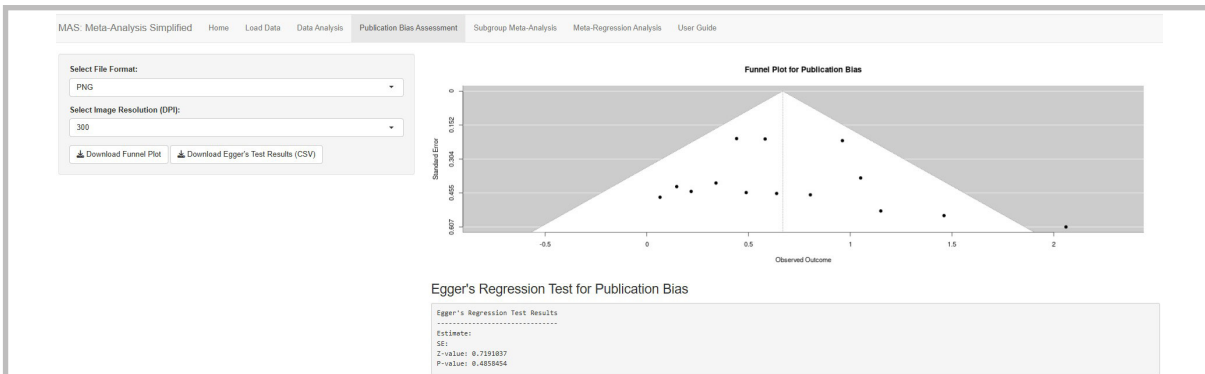 MAS: Meta-Analysis Simplified Home Load Data Data Analysis Publication Bias Assessment Subgroup Meta-Analysis Meta-Regression Analysis User Guide
Select File Format:
PNG
Select Image Resolution (DPI):
300
Download Funnel Plot Download Egger's Test Results (CSV)
Funnel Plot for Publication Bias
Standard Error
0
0.152
0.304
0.455
0.607
-0.5 0 0.5 1 1.5 2
Observed Outcome
Egger's Regression Test for Publication Bias
Egger's Regression Test Results
------------------------------
Estimate:
SE:
Z-value: 0.7191037
P-value: 0.4858454